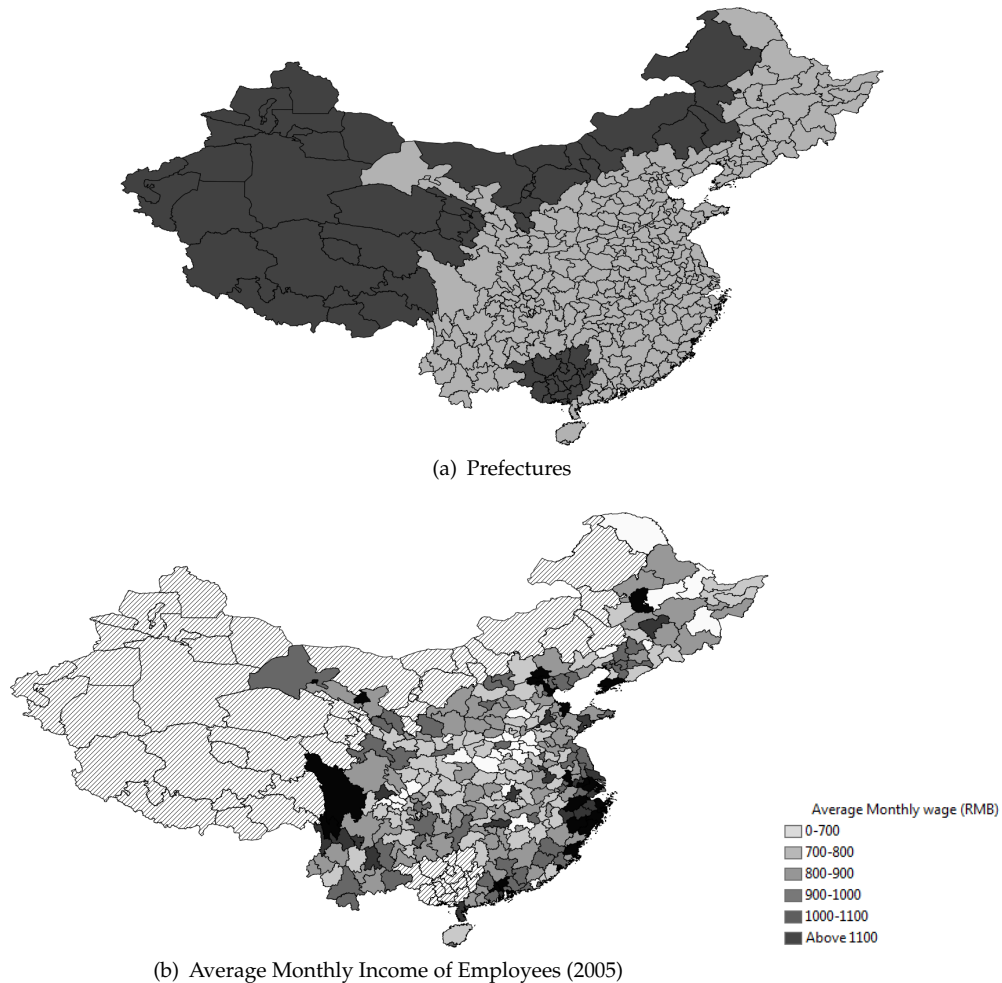 (a) Prefectures
Average Monthly wage (RMB)
0-700
700-800
800-900
900-1000
1000-1100
Above 1100
(b) Average Monthly Income of Employees (2005)